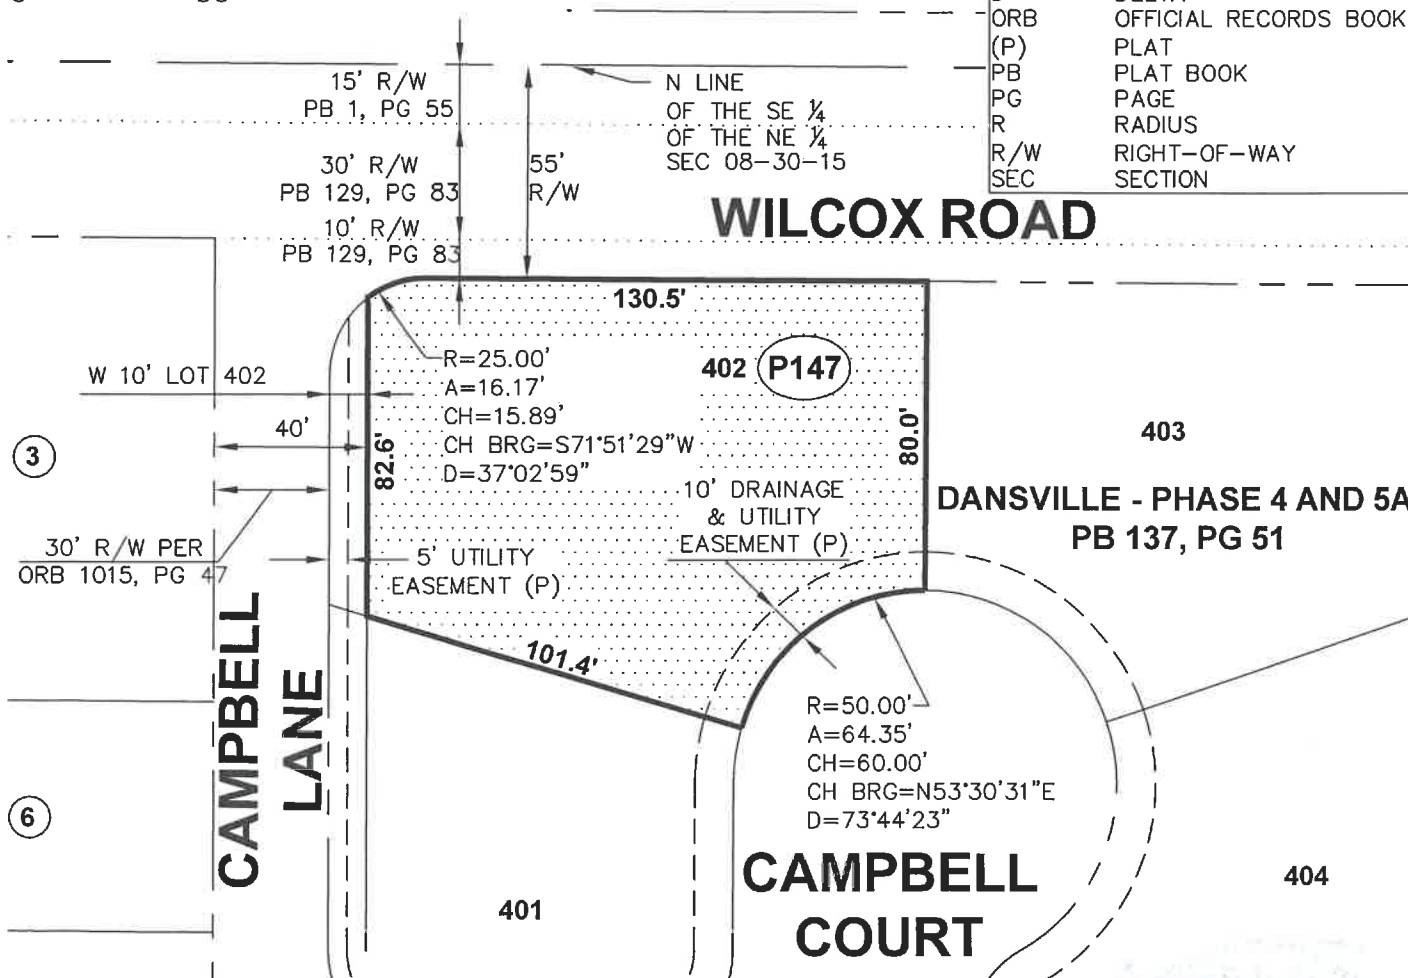 ORB OFFICIAL RECORDS BOOK
(P) PLAT
PB PLAT BOOK
PG PAGE
R RADIUS
R/W RIGHT-OF-WAY
SEC SECTION
15' R/W
PB 1, PG 55
N LINE
OF THE SE ¼
OF THE NE ¼
SEC 08-30-15
30' R/W
PB 129, PG 83
55'
R/W
10' R/W
PB 129, PG 83
WILCOX ROAD
130.5'
R=25.00'
A=16.17'
CH=15.89'
CH BRG=S71°51'29"W
D=37°02'59"
402
P147
W 10' LOT 402
40'
3
82.6'
80.0'
403
DANSVILLE - PHASE 4 AND 5A
PB 137, PG 51
10' DRAINAGE
& UTILITY
EASEMENT (P)
30' R/W PER
ORB 1015, PG 47
5' UTILITY
EASEMENT (P)
101.4'
CAMPBELL
LANE
R=50.00'
A=64.35'
CH=60.00'
CH BRG=N53°30'31"E
D=73°44'23"
6
CAMPBELL
COURT
401
404